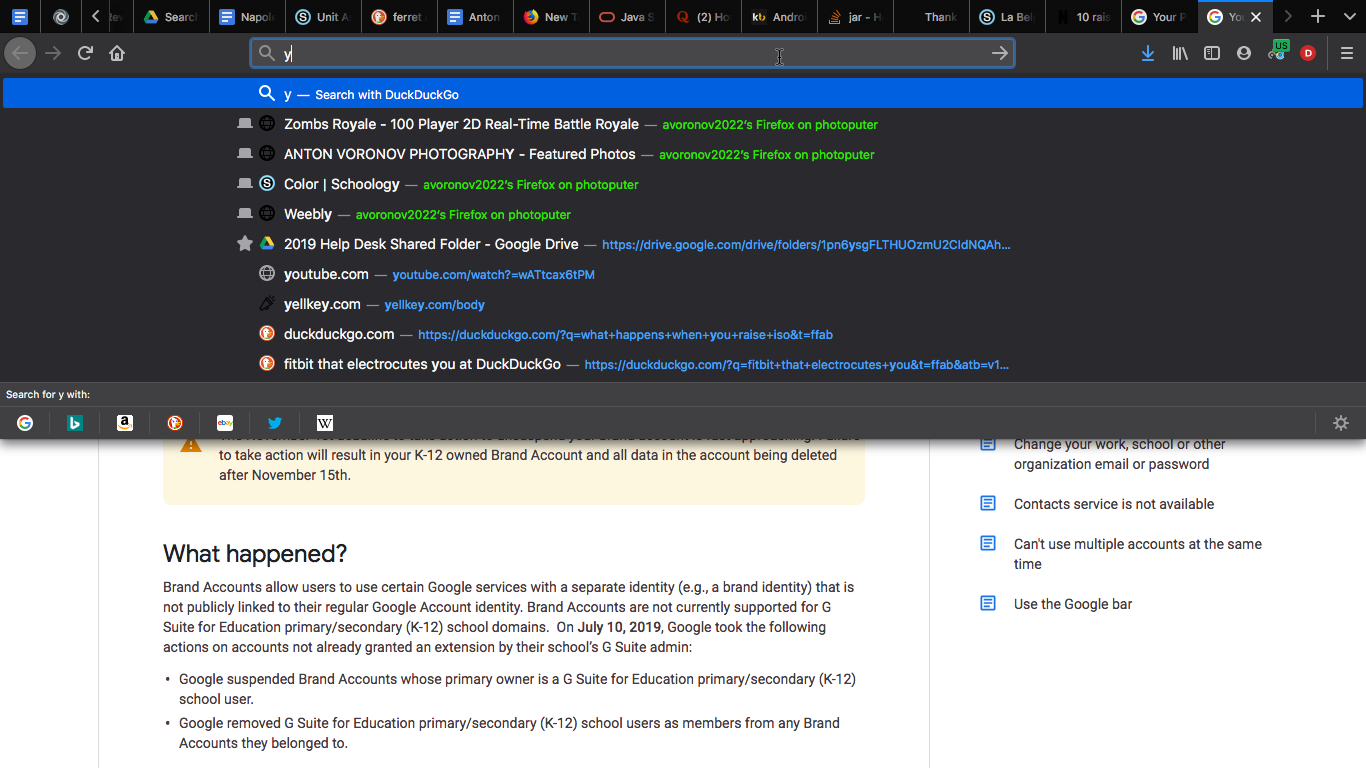 Search
Napol
Unit A
ferret
Anton
New T
Java S
(2) Ho
Andro
jar - H
Thank
La Bel
10 rais
Your P
You
y
US
D
y — Search with DuckDuckGo
Zombs Royale - 100 Player 2D Real-Time Battle Royale — avoronov2022's Firefox on photoputer
ANTON VORONOV PHOTOGRAPHY - Featured Photos — avoronov2022's Firefox on photoputer
Color | Schoology — avoronov2022's Firefox on photoputer
Weebly — avoronov2022's Firefox on photoputer
2019 Help Desk Shared Folder - Google Drive — https://drive.google.com/drive/folders/1pn6ysgFLTHUOzmU2CIdNQAh...
youtube.com — youtube.com/watch?=wATtcax6tPM
yellkey.com — yellkey.com/body
duckduckgo.com — https://duckduckgo.com/?q=what+happens+when+you+raise+iso&t=ffab
fitbit that electrocutes you at DuckDuckGo — https://duckduckgo.com/?q=fitbit+that+electrocutes+you&t=ffab&atb=v1...
Search for y with:
to take action will result in your K-12 owned Brand Account and all data in the account being deleted
after November 15th.
What happened?
Brand Accounts allow users to use certain Google services with a separate identity (e.g., a brand identity) that is
not publicly linked to their regular Google Account identity. Brand Accounts are not currently supported for G
Suite for Education primary/secondary (K-12) school domains. On July 10, 2019, Google took the following
actions on accounts not already granted an extension by their school's G Suite admin:
• Google suspended Brand Accounts whose primary owner is a G Suite for Education primary/secondary (K-12)
school user.
• Google removed G Suite for Education primary/secondary (K-12) school users as members from any Brand
Accounts they belonged to.
Change your work, school or other
organization email or password
Contacts service is not available
Can't use multiple accounts at the same
time
Use the Google bar